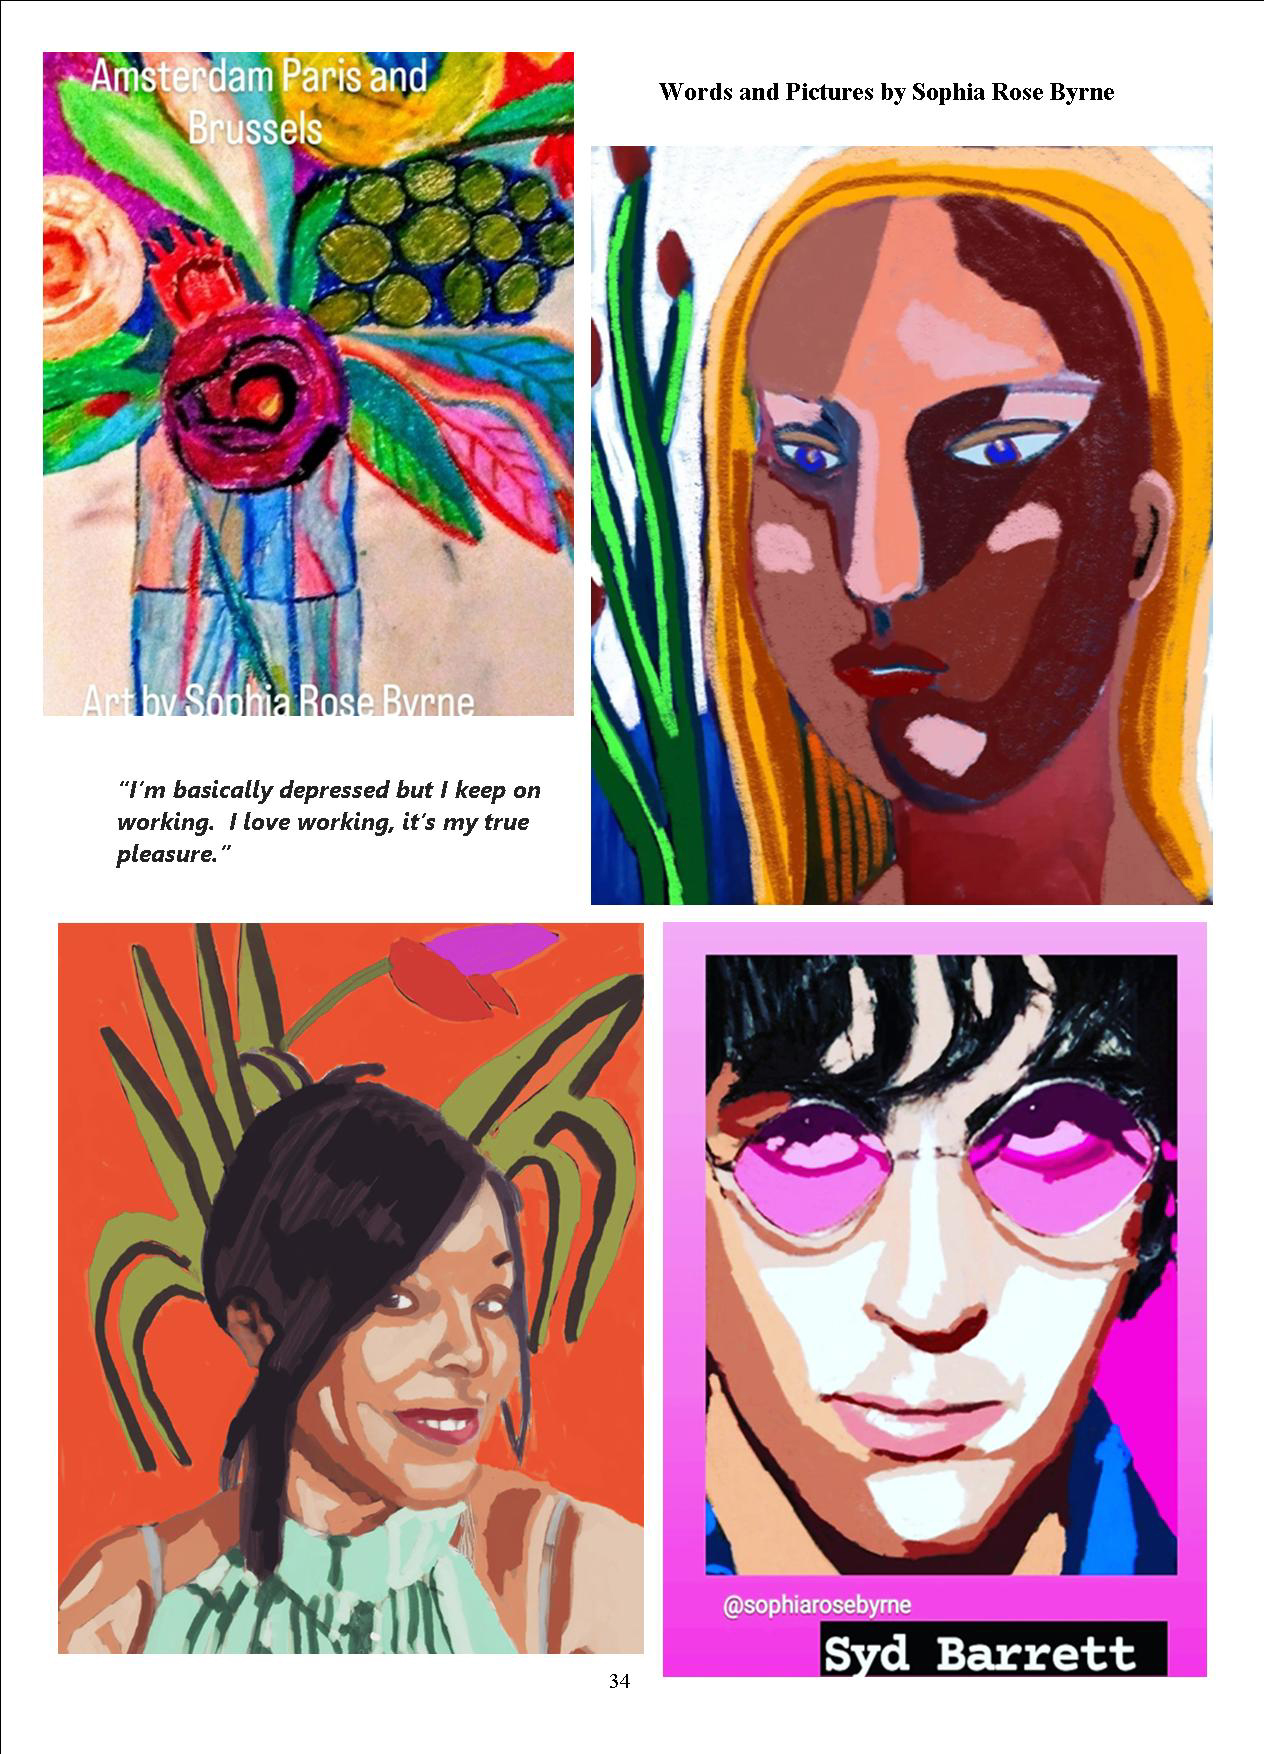 Amsterdam Paris and
Brussels
Art by Sophia Rose Byrne
Words and Pictures by Sophia Rose Byrne
“I’m basically depressed but I keep on
working.  I love working, it’s my true
pleasure.”
@sophiarosebyrne
Syd Barrett
34